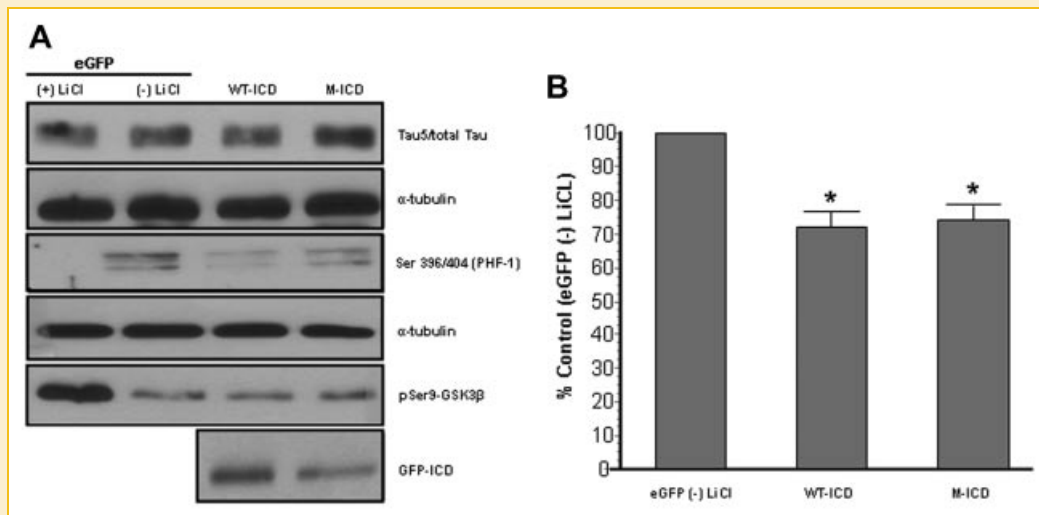 A
eGFP
(+) LiCl (-) LiCl WT-ICD M-ICD
Tau5/total Tau
α-tubulin
Ser 396/404 (PHF-1)
α-tubulin
pSer9-GSK3β
GFP-ICD
B
% Control (eGFP (-) LiCL)
100
90
80
70
60
50
40
30
20
10
0
* *
eGFP (-) LiCl WT-ICD M-ICD